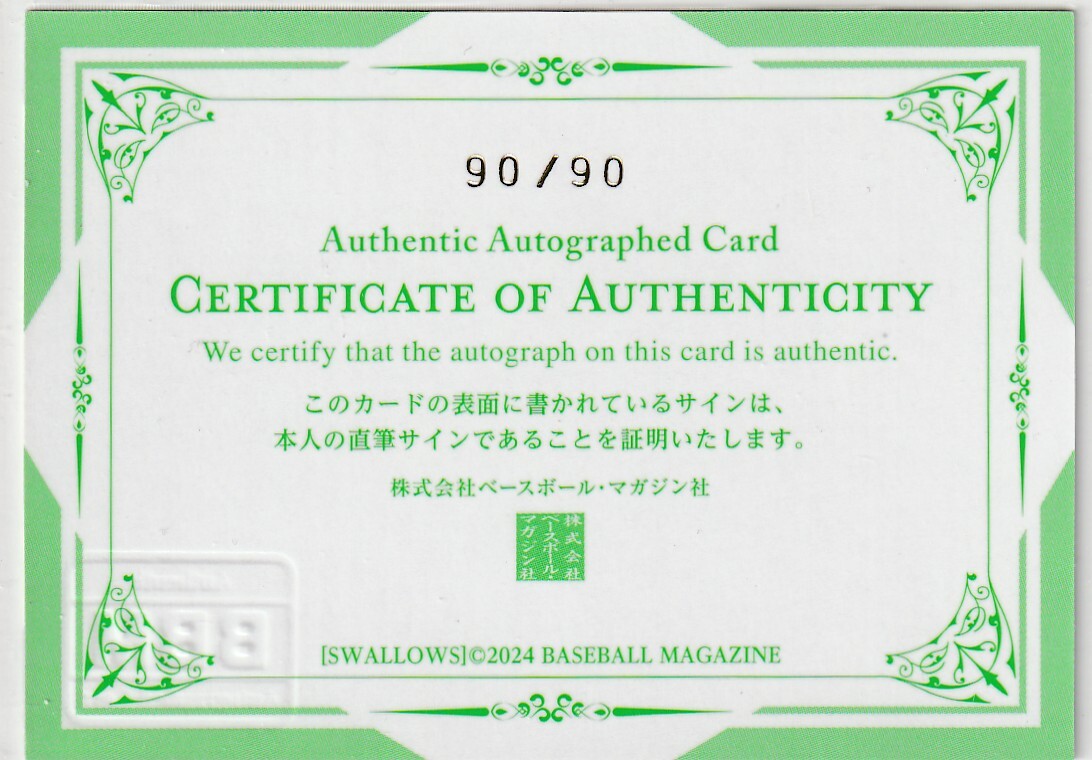 90/90
Authentic Autographed Card
CERTIFICATE OF AUTHENTICITY
We certify that the autograph on this card is authentic.
このカードの表面に書かれているサインは、
本人の直筆サインであることを証明いたします。
株式会社ベースボール・マガジン社
株式会社
ベースボール・
マガジン社
[SWALLOWS]©2024 BASEBALL MAGAZINE